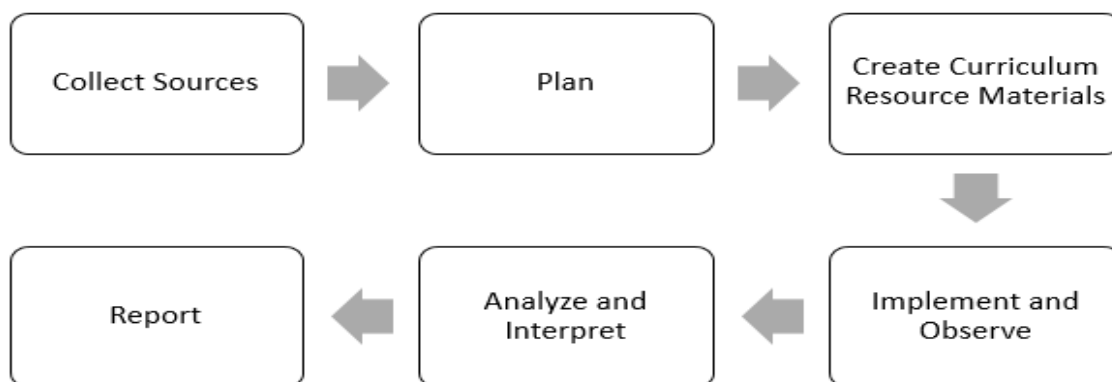 Collect Sources
Plan
Create Curriculum
Resource Materials
Implement and
Observe
Analyze and
Interpret
Report